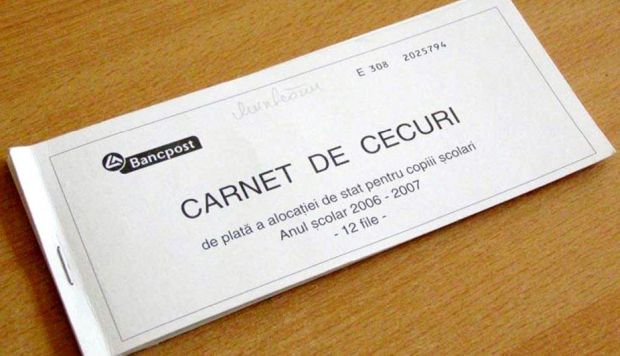 E 308 2025794
Bancpost
CARNET DE CECURI
de plată a alocației de stat pentru copiii școlari
Anul școlar 2006 - 2007
- 12 file -